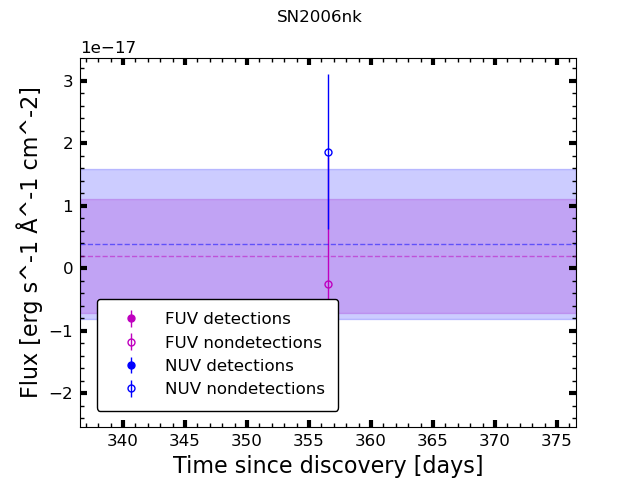 SN2006nk
1e−17
3
2
1
0
−1
−2
Flux [erg s^-1 Å^-1 cm^-2]
FUV detections
FUV nondetections
NUV detections
NUV nondetections
340 345 350 355 360 365 370 375
Time since discovery [days]